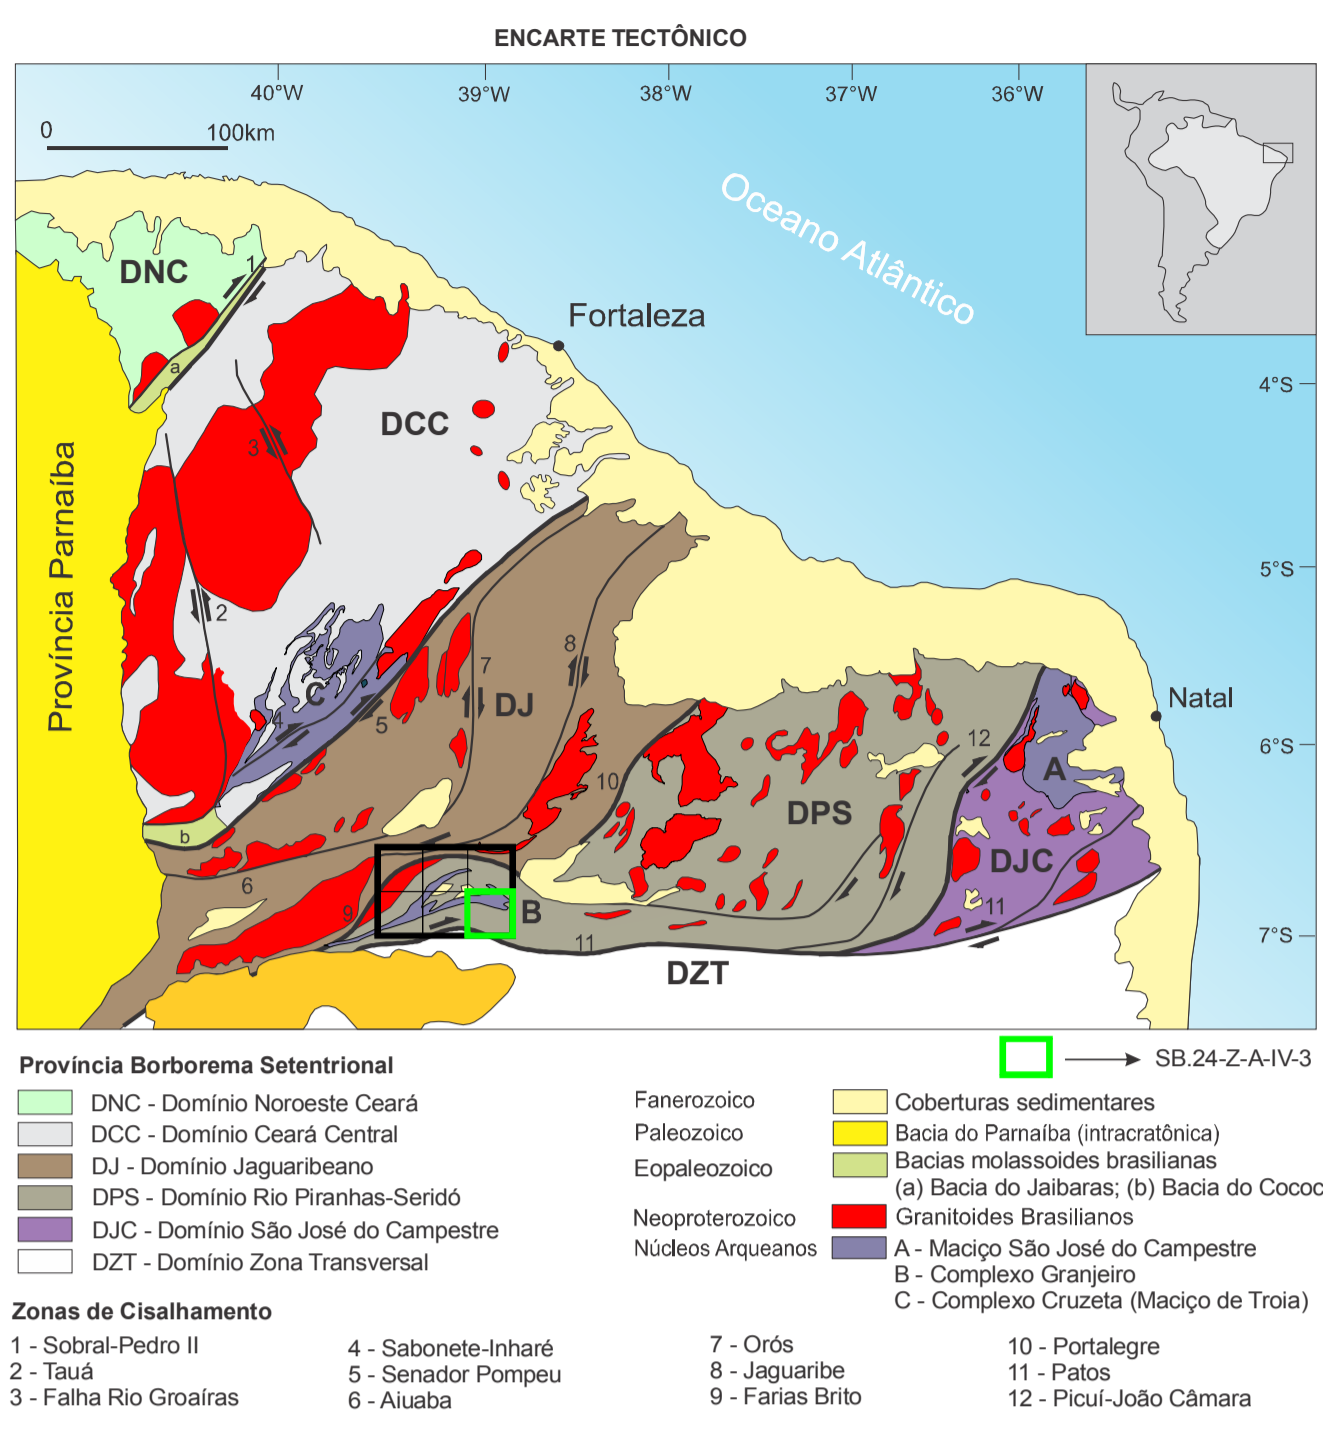 ENCARTE TECTÔNICO
40°W
39°W
38°W
37°W
36°W
0
100km
Oceano Atlântico
DNC
1
a
Fortaleza
4°S
DCC
3
Província Parnaíba
5°S
2
8
7
C
4
5
DJ
Natal
6°S
12
A
10
DPS
b
DJC
6
9
B
11
11
7°S
DZT
Província Borborema Setentrional
SB.24-Z-A-IV-3
DNC - Domínio Noroeste Ceará
DCC - Domínio Ceará Central
DJ - Domínio Jaguaribeano
DPS - Domínio Rio Piranhas-Seridó
DJC - Domínio São José do Campestre
DZT - Domínio Zona Transversal
Fanerozoico
Coberturas sedimentares
Paleozoico
Bacia do Parnaíba (intracratônica)
Eopaleozoico
Bacias molassoides brasilianas
(a) Bacia do Jaibaras; (b) Bacia do Cococ
Neoproterozoico
Granitoides Brasilianos
Núcleos Arqueanos
A - Maciço São José do Campestre
B - Complexo Granjeiro
C - Complexo Cruzeta (Maciço de Troia)
Zonas de Cisalhamento
1 - Sobral-Pedro II
2 - Tauá
3 - Falha Rio Groaíras
4 - Sabonete-Inharé
5 - Senador Pompeu
6 - Aiuaba
7 - Orós
8 - Jaguaribe
9 - Farias Brito
10 - Portalegre
11 - Patos
12 - Picuí-João Câmara